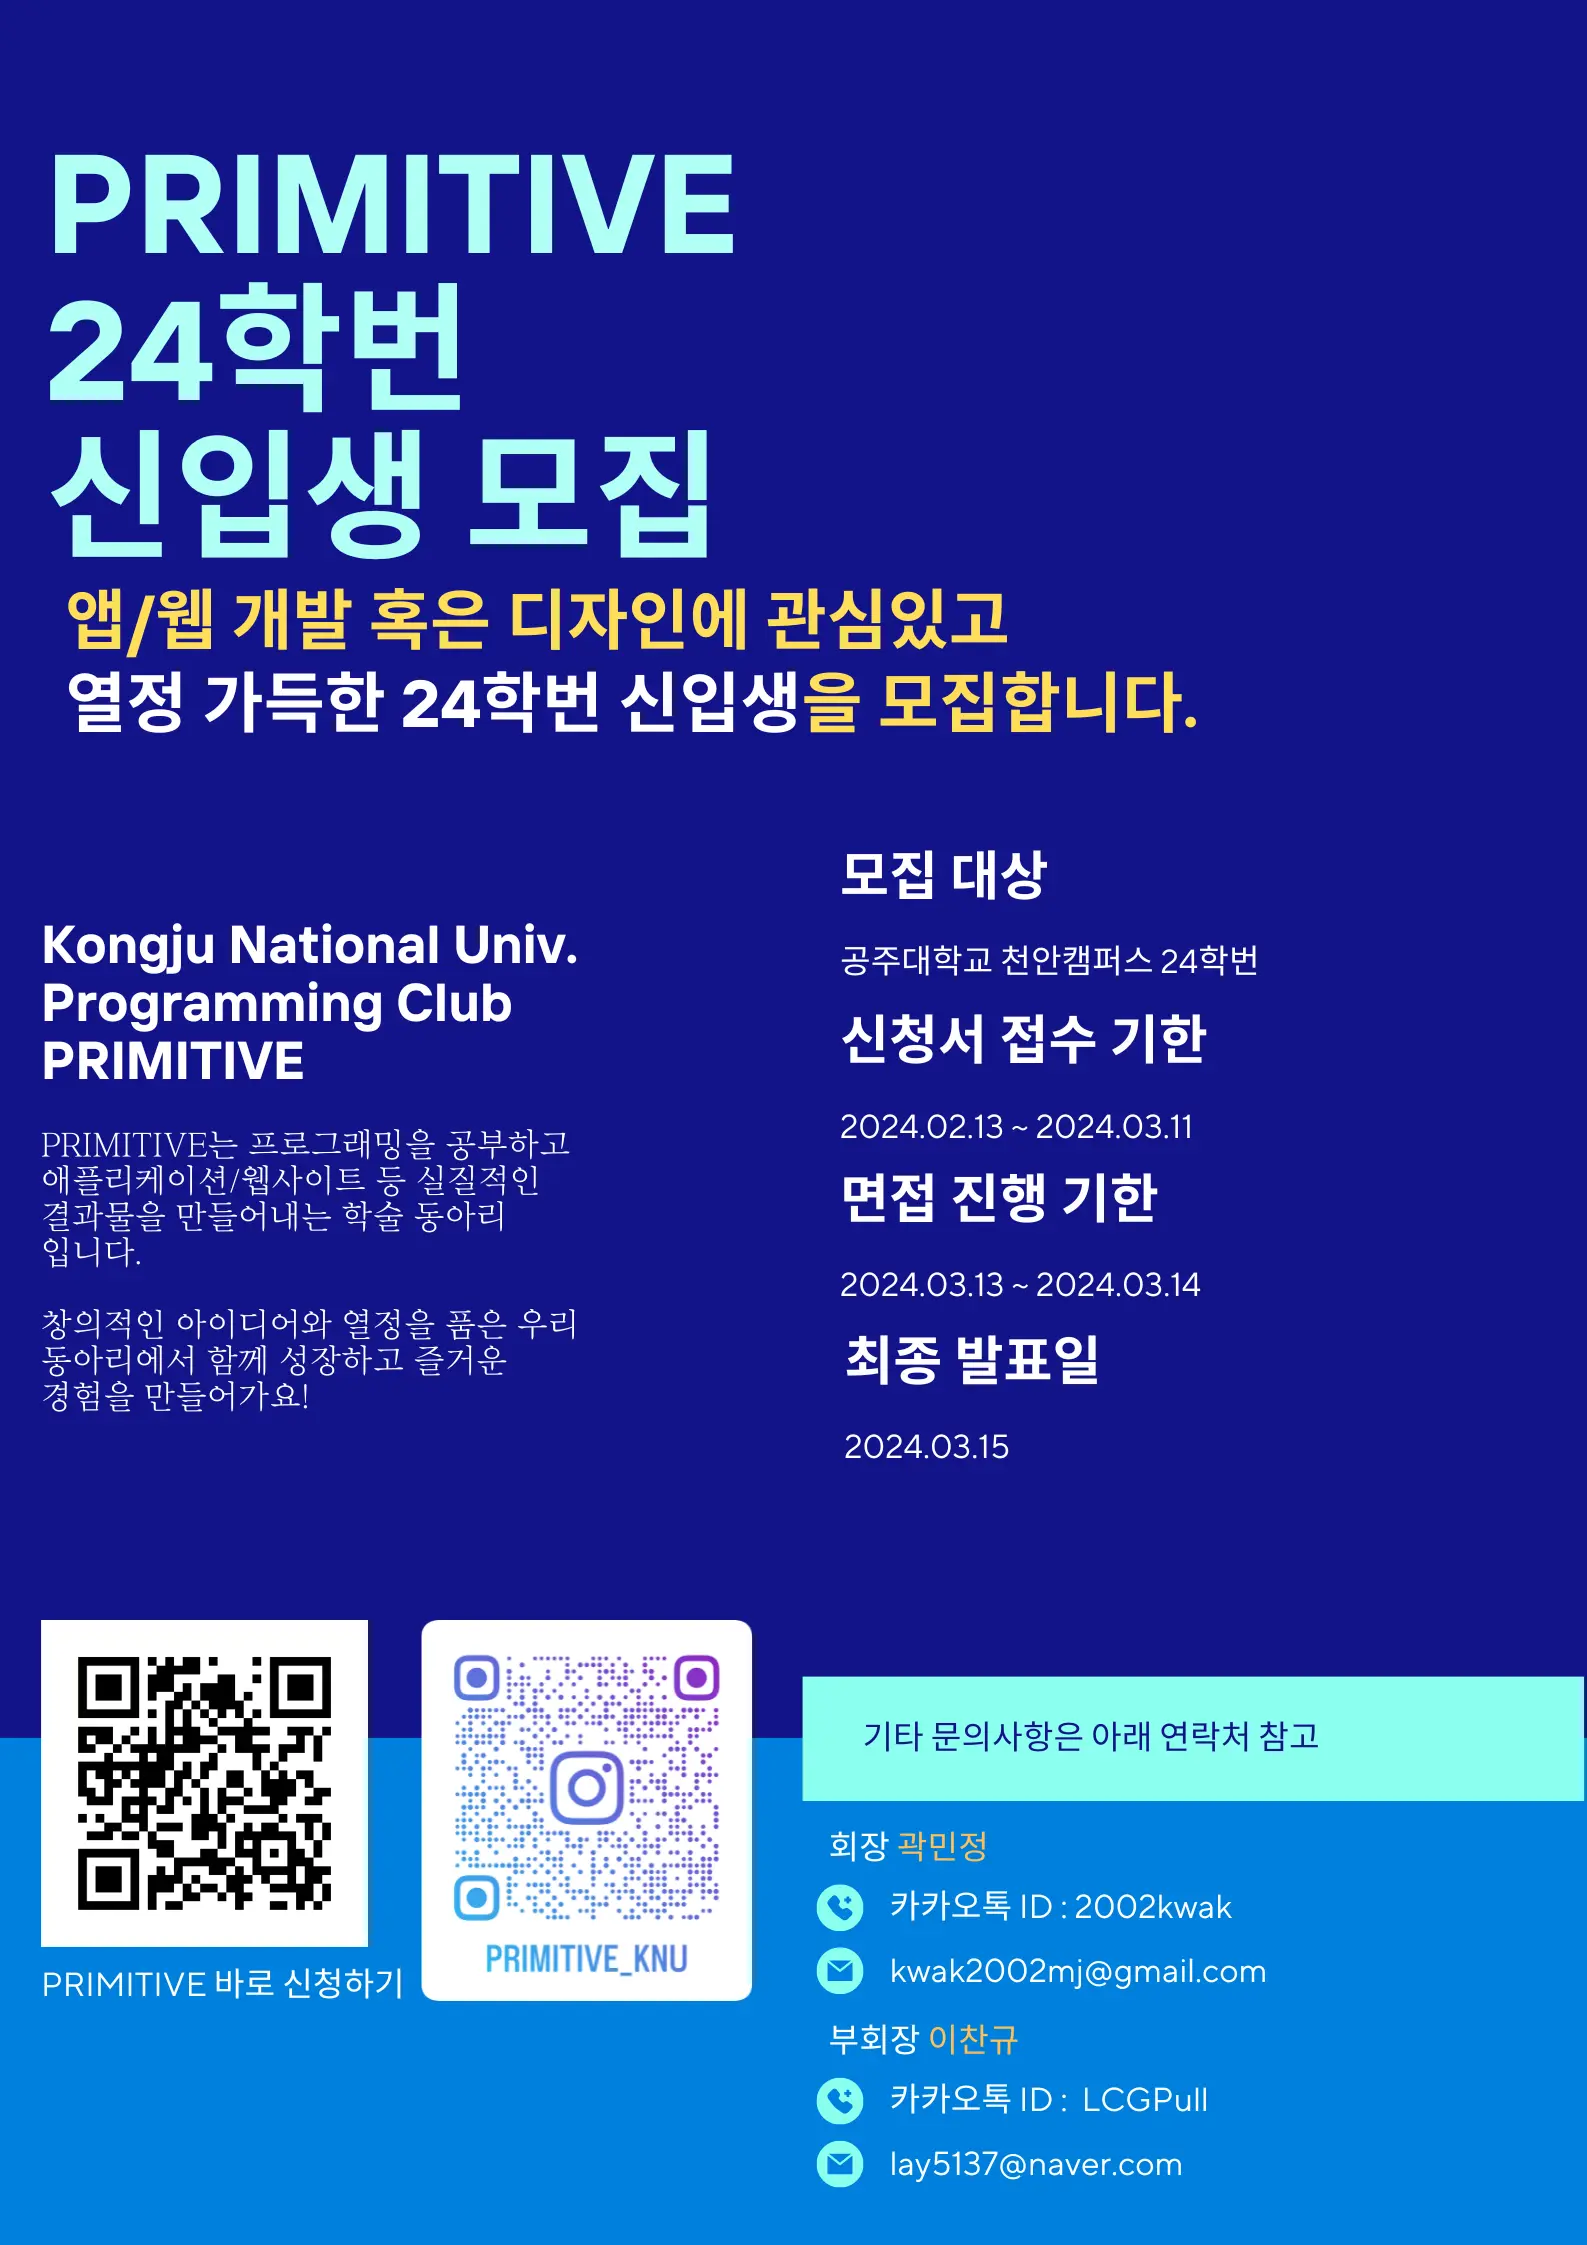 PRIMITIVE
24학번
신입생 모집
앱/웹 개발 혹은 디자인에 관심있고
열정 가득한 24학번 신입생을 모집합니다.
Kongju National Univ.
Programming Club
PRIMITIVE
PRIMITIVE는 프로그래밍을 공부하고
애플리케이션/웹사이트 등 실질적인
결과물을 만들어내는 학술 동아리
입니다.
창의적인 아이디어와 열정을 품은 우리
동아리에서 함께 성장하고 즐거운
경험을 만들어가요!
모집 대상
공주대학교 천안캠퍼스 24학번
신청서 접수 기한
2024.02.13 ~ 2024.03.11
면접 진행 기한
2024.03.13 ~ 2024.03.14
최종 발표일
2024.03.15
PRIMITIVE 바로 신청하기
PRIMITIVE_KNU
기타 문의사항은 아래 연락처 참고
회장 곽민정
카카오톡 ID : 2002kwak
kwak2002mj@gmail.com
부회장 이찬규
카카오톡 ID :  LCGPull
lay5137@naver.com